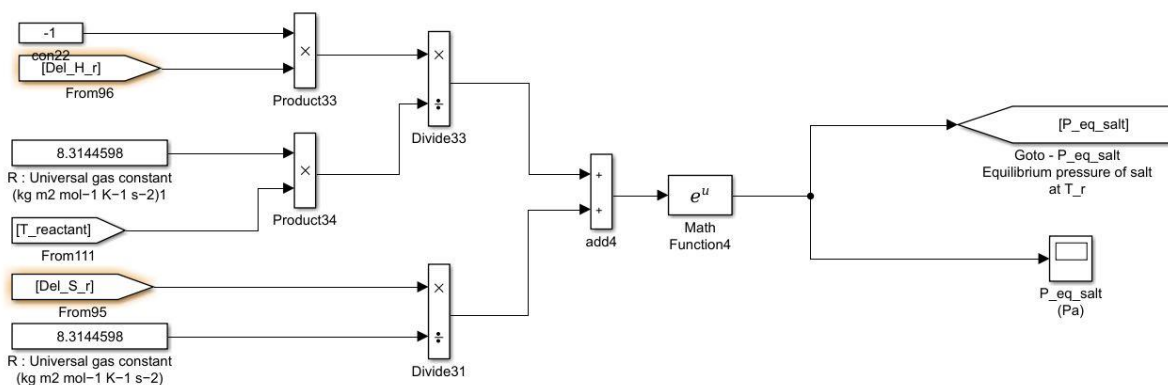 -1
con22
[Del_H_r]
From96
×
Product33
×
÷
Divide33
8.3144598
R : Universal gas constant
(kg m2 mol−1 K−1 s−2)1
×
Product34
[T_reactant]
From111
[Del_S_r]
From95
8.3144598
R : Universal gas constant
(kg m2 mol−1 K−1 s−2)
×
÷
Divide31
+
+
add4
e^u
Math
Function4
[P_eq_salt]
Goto - P_eq_salt
Equilibrium pressure of salt
at T_r
P_eq_salt
(Pa)